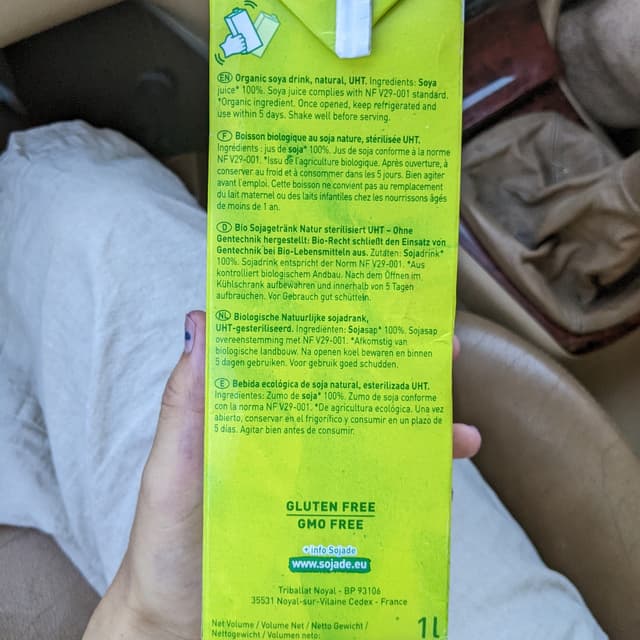 EN Organic soya drink, natural, UHT. Ingredients: Soya
juice* 100%. Soya juice complies with NF V29-001 standard.
*Organic ingredient. Once opened, keep refrigerated and
use within 5 days. Shake well before serving.
F Boisson biologique au soja nature, stérilisée UHT.
Ingrédients : jus de soja* 100%. Jus de soja conforme à la norme
NF V29-001. *Issu de l'agriculture biologique. Après ouverture, à
conserver au froid et à consommer dans les 5 jours. Bien agiter
avant l'emploi. Cette boisson ne convient pas au remplacement
du lait maternel ou des laits infantiles chez les nourrissons âgés
de moins de 1 an.
D Bio Sojagetränk Natur sterilisiert UHT – Ohne
Gentechnik hergestellt: Bio-Recht schließt den Einsatz von
Gentechnik bei Bio-Lebensmitteln aus. Zutaten: Sojadrink*
100%. Sojadrink entspricht der Norm NF V29-001. *Aus
kontrolliert biologischem Anbau. Nach dem Öffnen im
Kühlschrank aufbewahren und innerhalb von 5 Tagen
aufbrauchen. Vor Gebrauch gut schütteln.
NL Biologische Natuurlijke sojadrank,
UHT-gesteriliseerd. Ingrediënten: Sojasap* 100%. Sojasap
overeenstemming met NF V29-001. *Afkomstig van
biologische landbouw. Na openen koel bewaren en binnen
5 dagen gebruiken. Voor gebruik goed schudden.
E Bebida ecológica de soja natural, esterilizada UHT.
Ingredientes: Zumo de soja* 100%. Zumo de soja conforme
con la norma NF V29-001. *De agricultura ecológica. Una vez
abierto, conservar en el frigorífico y consumir en un plazo de
5 días. Agitar bien antes de consumir.
GLUTEN FREE
GMO FREE
+ info Sojade
www.sojade.eu
Triballat Noyal - BP 93106
35531 Noyal-sur-Vilaine Cedex - France
Net Volume / Volume Net / Netto Gewicht /
Nettogewicht / Volumen neto:
1L